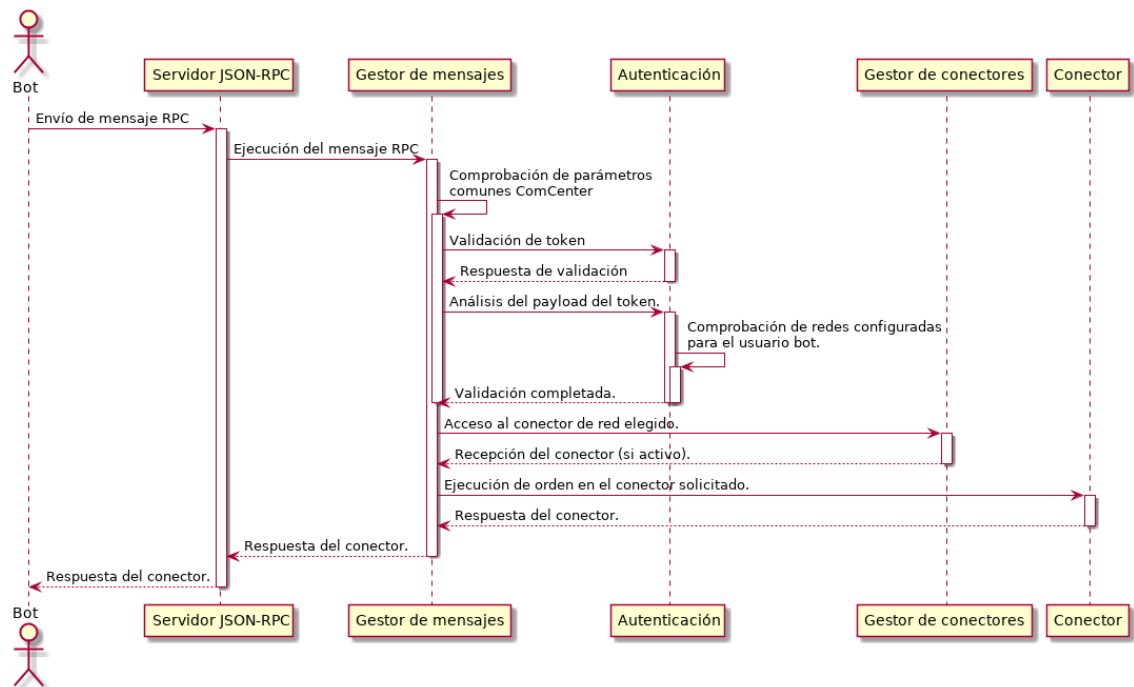 Bot
Servidor JSON-RPC
Gestor de mensajes
Autenticación
Gestor de conectores
Conector
Envío de mensaje RPC
Ejecución del mensaje RPC
Comprobación de parámetros
comunes ComCenter
Validación de token
Respuesta de validación
Análisis del payload del token.
Comprobación de redes configuradas
para el usuario bot.
Validación completada.
Acceso al conector de red elegido.
Recepción del conector (si activo).
Ejecución de orden en el conector solicitado.
Respuesta del conector.
Respuesta del conector.
Respuesta del conector.
Bot
Servidor JSON-RPC
Gestor de mensajes
Autenticación
Gestor de conectores
Conector